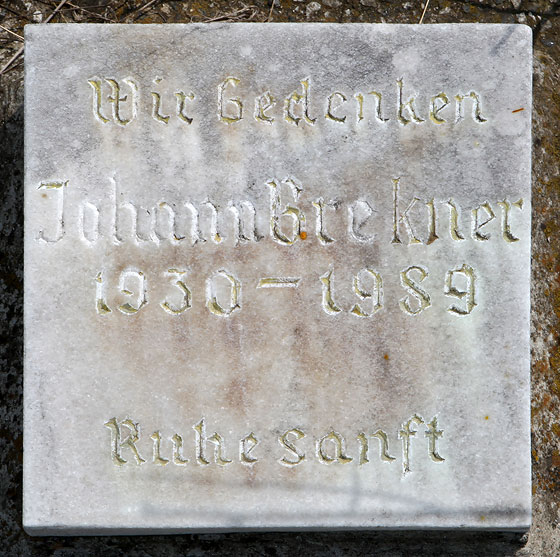 Wir Gedenken
Johann Brekner
1930-1989
Ruhe sanft